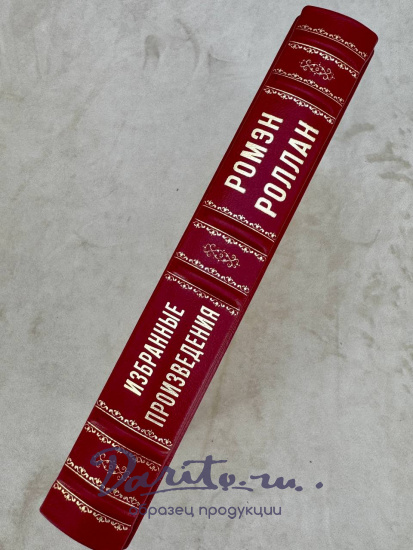 РОМЭН
РОЛЛАН
ИЗБРАННЫЕ
ПРОИЗВЕДЕНИЯ
Darito.ru...
образец продукции